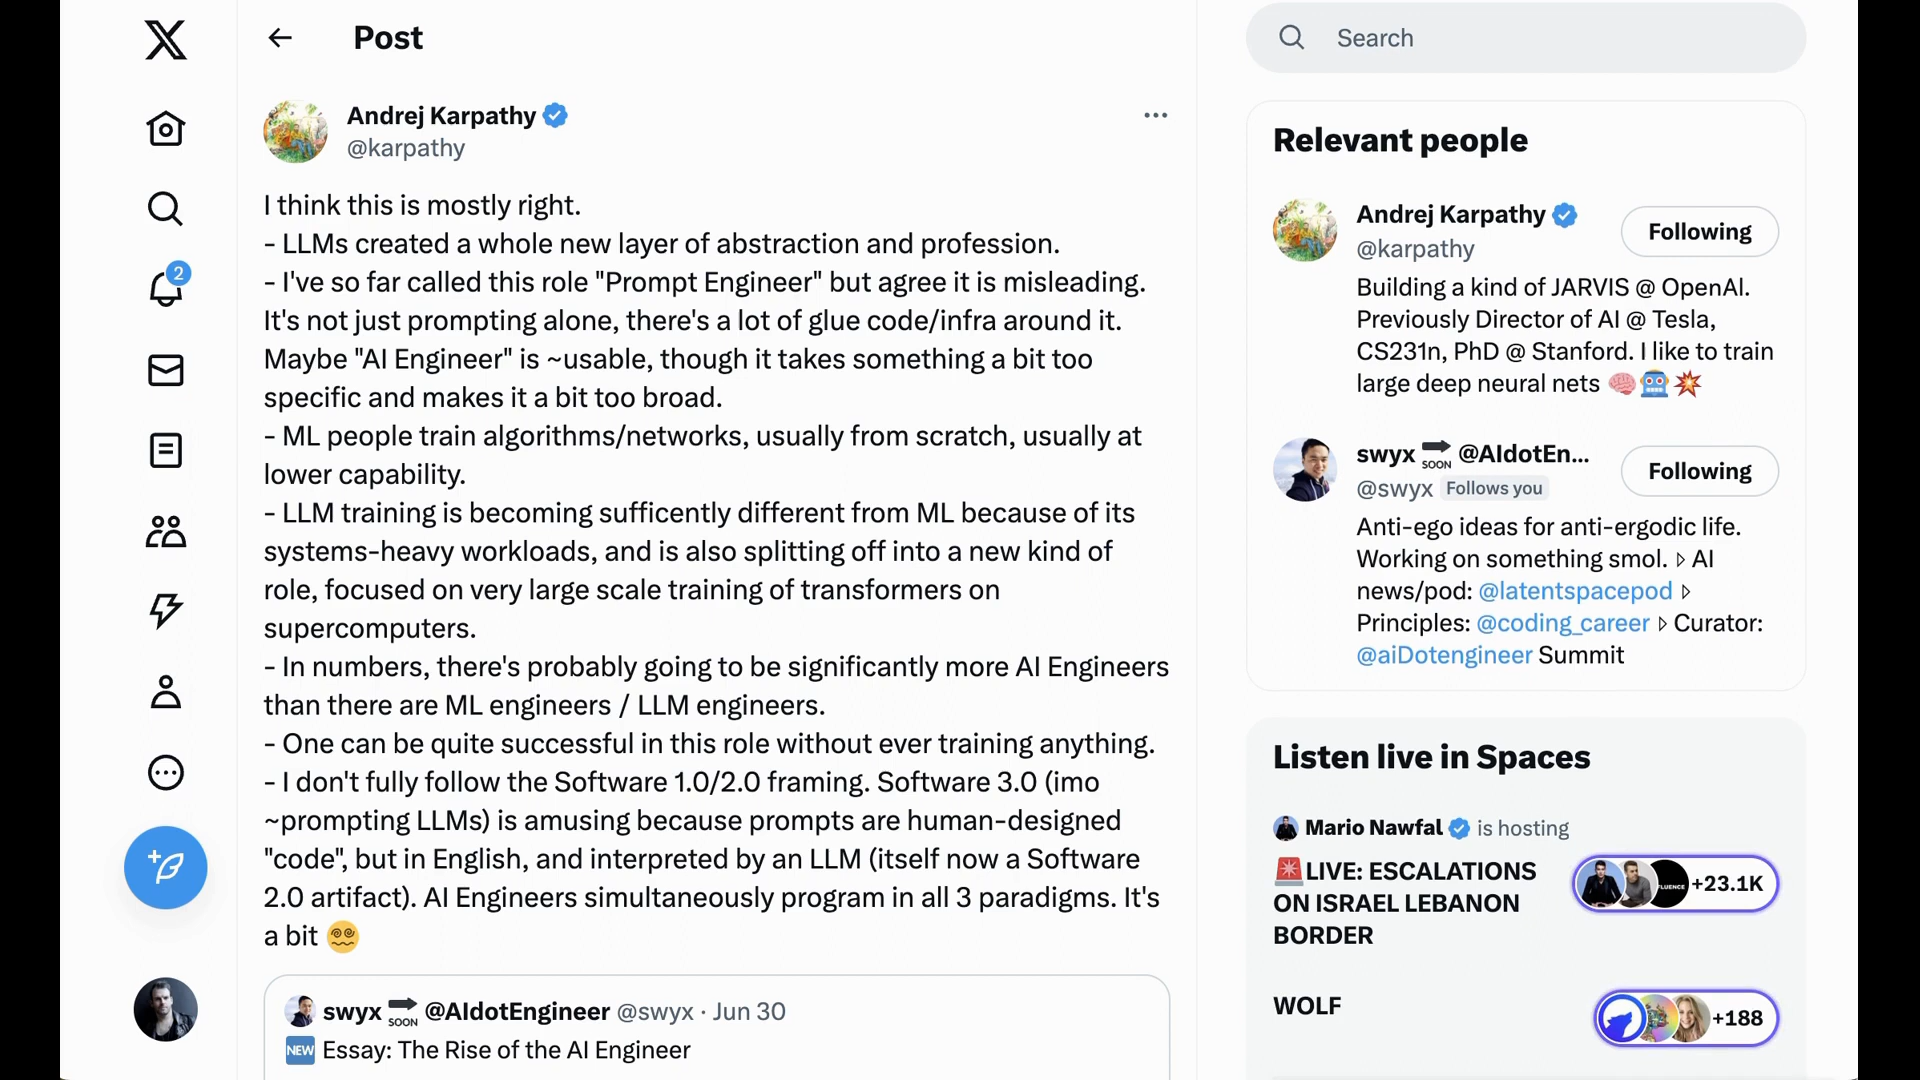 Post
Andrej Karpathy
@karpathy
I think this is mostly right.
- LLMs created a whole new layer of abstraction and profession.
- I've so far called this role "Prompt Engineer" but agree it is misleading.
It's not just prompting alone, there's a lot of glue code/infra around it.
Maybe "AI Engineer" is ~usable, though it takes something a bit too
specific and makes it a bit too broad.
- ML people train algorithms/networks, usually from scratch, usually at
lower capability.
- LLM training is becoming sufficently different from ML because of its
systems-heavy workloads, and is also splitting off into a new kind of
role, focused on very large scale training of transformers on
supercomputers.
- In numbers, there's probably going to be significantly more AI Engineers
than there are ML engineers / LLM engineers.
- One can be quite successful in this role without ever training anything.
- I don't fully follow the Software 1.0/2.0 framing. Software 3.0 (imo
~prompting LLMs) is amusing because prompts are human-designed
"code", but in English, and interpreted by an LLM (itself now a Software
2.0 artifact). AI Engineers simultaneously program in all 3 paradigms. It's
a bit 😵‍💫
swyx 🔜 @AIdotEngineer @swyx · Jun 30
🆕 Essay: The Rise of the AI Engineer
2
Search
Relevant people
Andrej Karpathy
@karpathy
Following
Building a kind of JARVIS @ OpenAI.
Previously Director of AI @ Tesla,
CS231n, PhD @ Stanford. I like to train
large deep neural nets 🧠🤖💥
swyx 🔜 @AIdotEn...
@swyx Follows you
Following
Anti-ego ideas for anti-ergodic life.
Working on something smol. ▹ AI
news/pod: @latentspacepod ▹
Principles: @coding_career ▹ Curator:
@aiDotengineer Summit
Listen live in Spaces
Mario Nawfal is hosting
🚨LIVE: ESCALATIONS
ON ISRAEL LEBANON
BORDER
FLUENCE
+23.1K
WOLF
+188